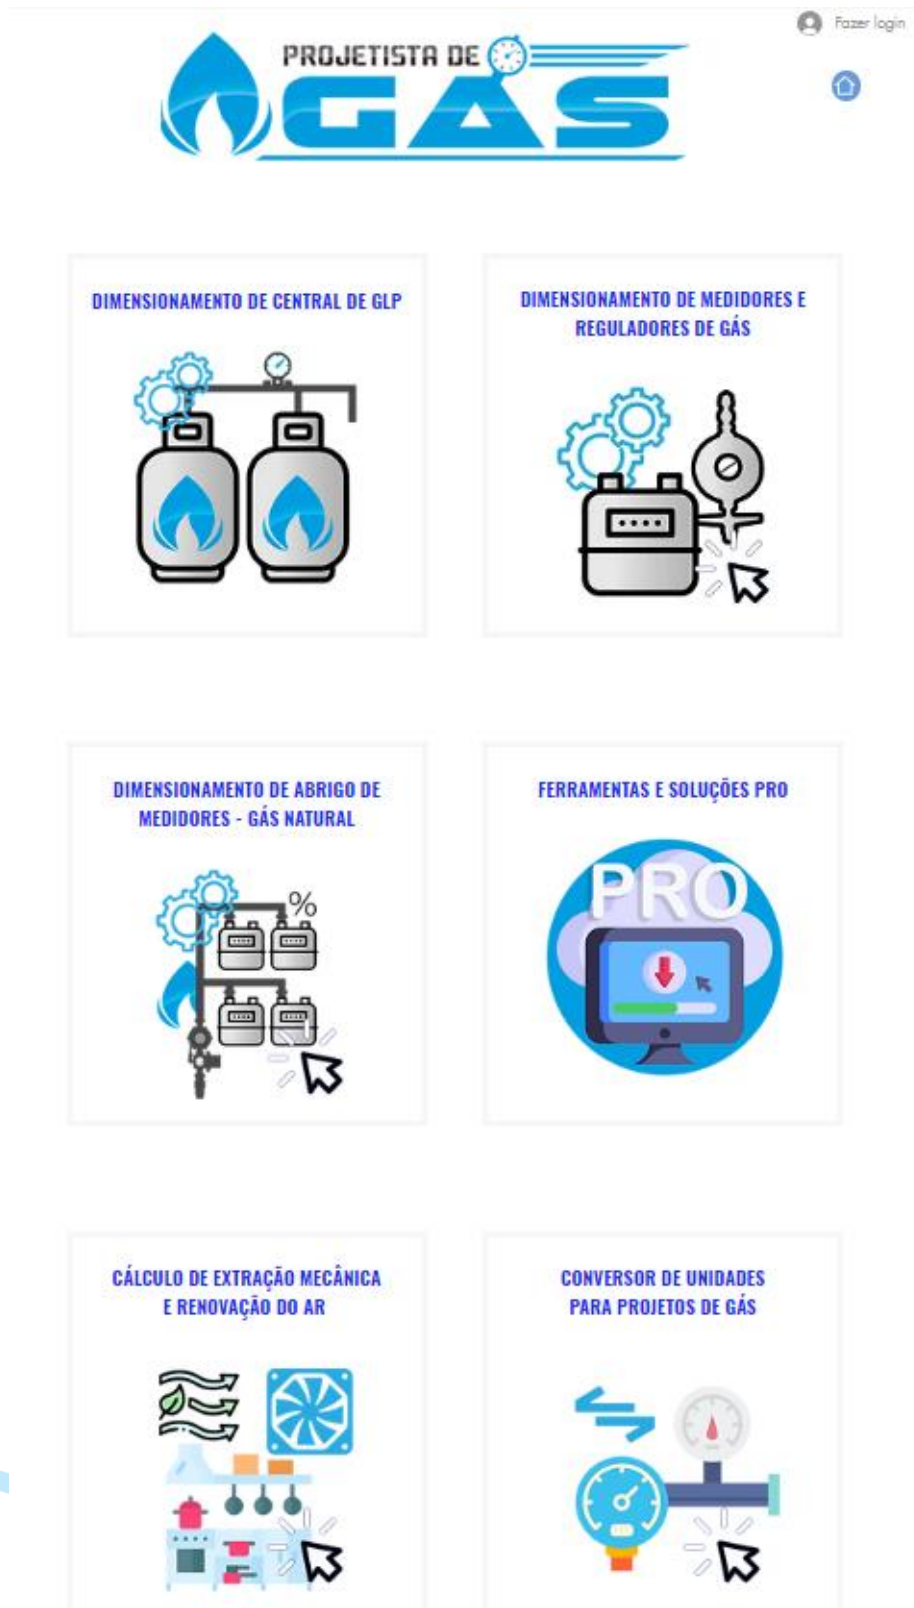 Fazer login
PROJETISTA DE
GÁS
DIMENSIONAMENTO DE CENTRAL DE GLP
DIMENSIONAMENTO DE MEDIDORES E
REGULADORES DE GÁS
DIMENSIONAMENTO DE ABRIGO DE
MEDIDORES - GÁS NATURAL
%
FERRAMENTAS E SOLUÇÕES PRO
PRO
CÁLCULO DE EXTRAÇÃO MECÂNICA
E RENOVAÇÃO DO AR
CONVERSOR DE UNIDADES
PARA PROJETOS DE GÁS